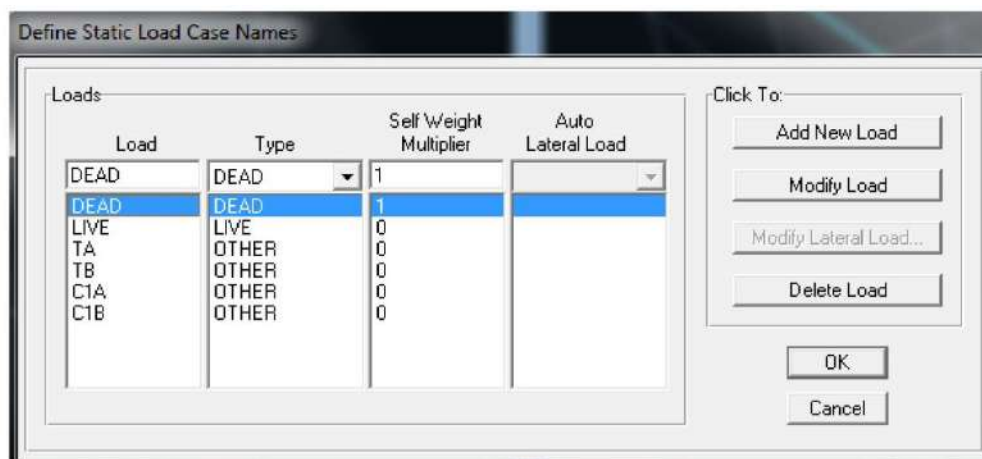 Define Static Load Case Names
Loads
Load Type Self Weight Multiplier Auto Lateral Load
DEAD DEAD 1
DEAD DEAD 1
LIVE LIVE 0
TA OTHER 0
TB OTHER 0
C1A OTHER 0
C1B OTHER 0
Click To:
Add New Load
Modify Load
Modify Lateral Load...
Delete Load
OK
Cancel